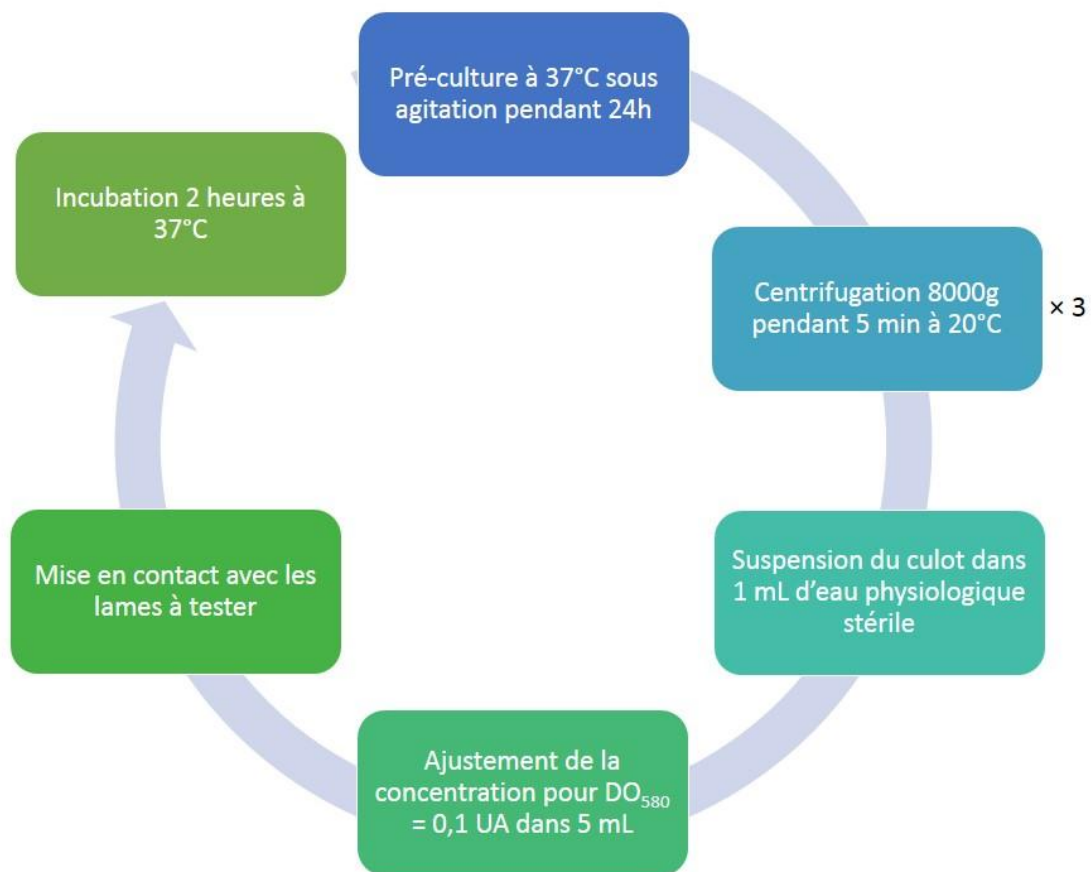 Pré-culture à 37°C sous
agitation pendant 24h
Centrifugation 8000g
pendant 5 min à 20°C
× 3
Suspension du culot dans
1 mL d’eau physiologique
stérile
Ajustement de la
concentration pour DO₅₈₀
= 0,1 UA dans 5 mL
Mise en contact avec les
lames à tester
Incubation 2 heures à
37°C